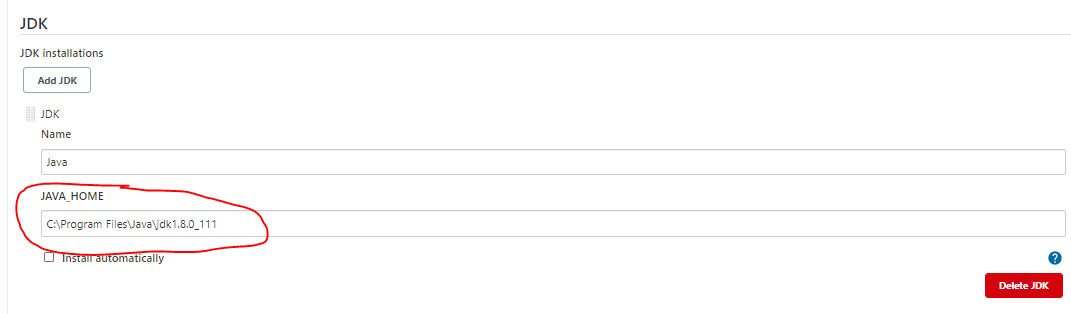 JDK
JDK installations
Add JDK
JDK
Name
Java
JAVA_HOME
C:\Program Files\Java\jdk1.8.0_111
Install automatically
?
Delete JDK